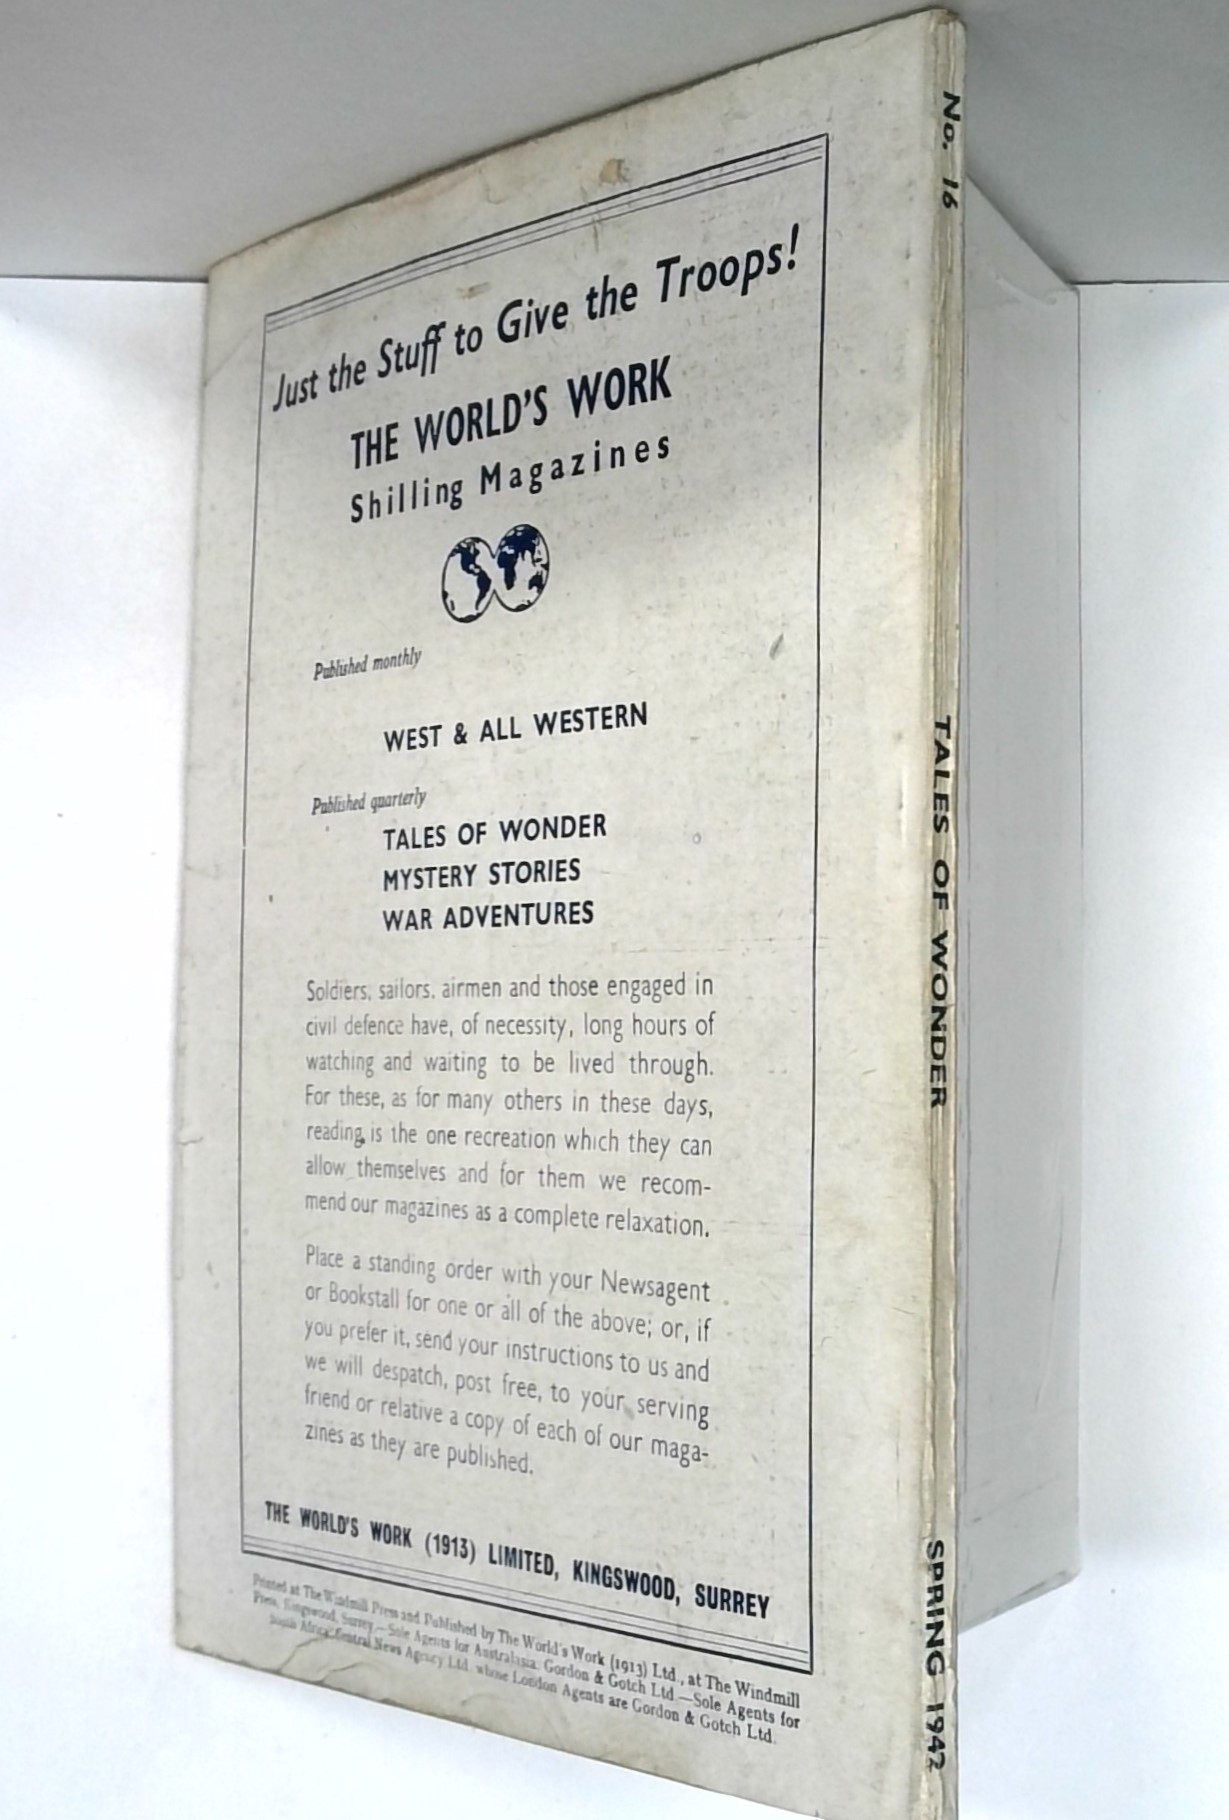 Just the Stuff to Give the Troops!
THE WORLD'S WORK
Shilling Magazines
Published monthly
WEST & ALL WESTERN
Published quarterly
TALES OF WONDER
MYSTERY STORIES
WAR ADVENTURES
Soldiers, sailors, airmen and those engaged in
civil defence have, of necessity, long hours of
watching and waiting to be lived through.
For these, as for many others in these days,
reading is the one recreation which they can
allow themselves and for them we recom-
mend our magazines as a complete relaxation.
Place a standing order with your Newsagent
or Bookstall for one or all of the above; or, if
you prefer it, send your instructions to us and
we will despatch, post free, to your serving
friend or relative a copy of each of our maga-
zines as they are published.
THE WORLD'S WORK (1913) LIMITED, KINGSWOOD, SURREY
Printed at The Windmill Press and Published by The World's Work (1913) Ltd., at The Windmill
Press, Kingswood, Surrey.—Sole Agents for Australasia: Gordon & Gotch Ltd.—Sole Agents for
South Africa: Central News Agency Ltd. whose London Agents are Gordon & Gotch Ltd.
No. 16
TALES OF WONDER
SPRING 1942